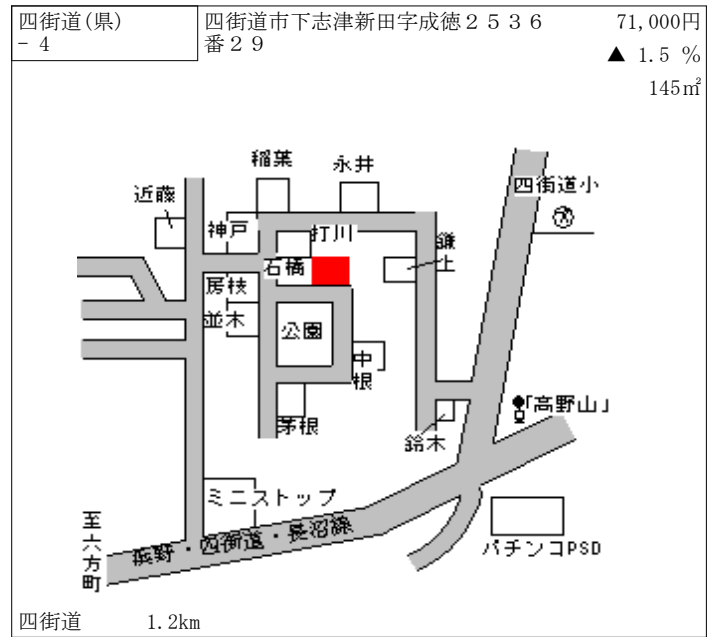 四街道(県)
- 4
四街道市下志津新田字成徳２５３６
番２９
71,000円
▲ 1.5 %
145㎡
稲葉
永井
近藤
四街道小
神戸
打川
鎌土
石橋
房枝
並木
公園
中根
「高野山」
茅根
鈴木
ミニストップ
至六方町
浜野・四街道・長沼線
パチンコPSD
四街道 1.2km